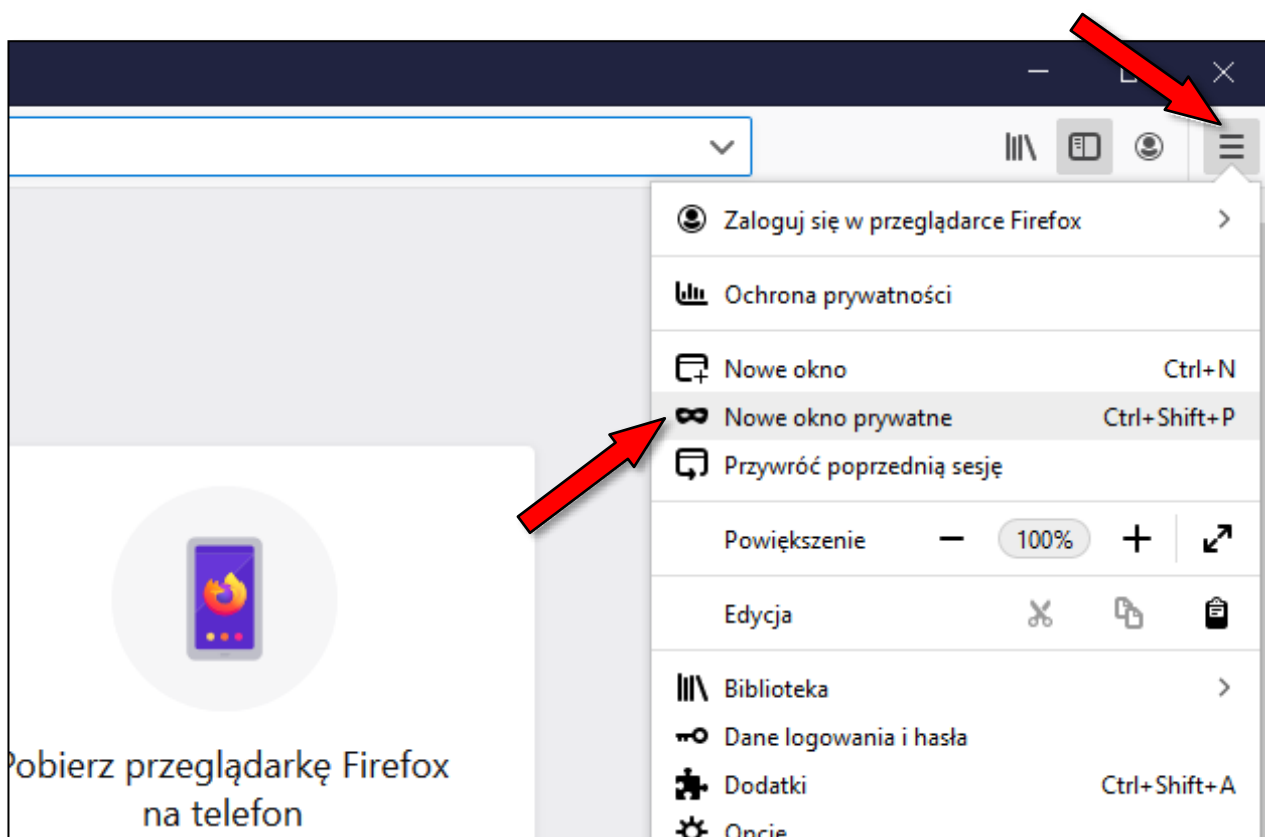 Zaloguj się w przeglądarce Firefox
Ochrona prywatności
Nowe okno Ctrl+N
Nowe okno prywatne Ctrl+Shift+P
Przywróć poprzednią sesję
Powiększenie 100%
Edycja
Biblioteka
Dane logowania i hasła
Dodatki Ctrl+Shift+A
Opcje
Pobierz przeglądarkę Firefox
na telefon